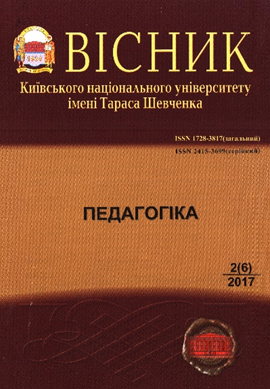 ВІСНИК
Київського національного університету
імені Тараса Шевченка
ISSN 1728-3817(загальний)
ISSN 2415-3699(серійний)
ПЕДАГОГІКА
2(6)
2017